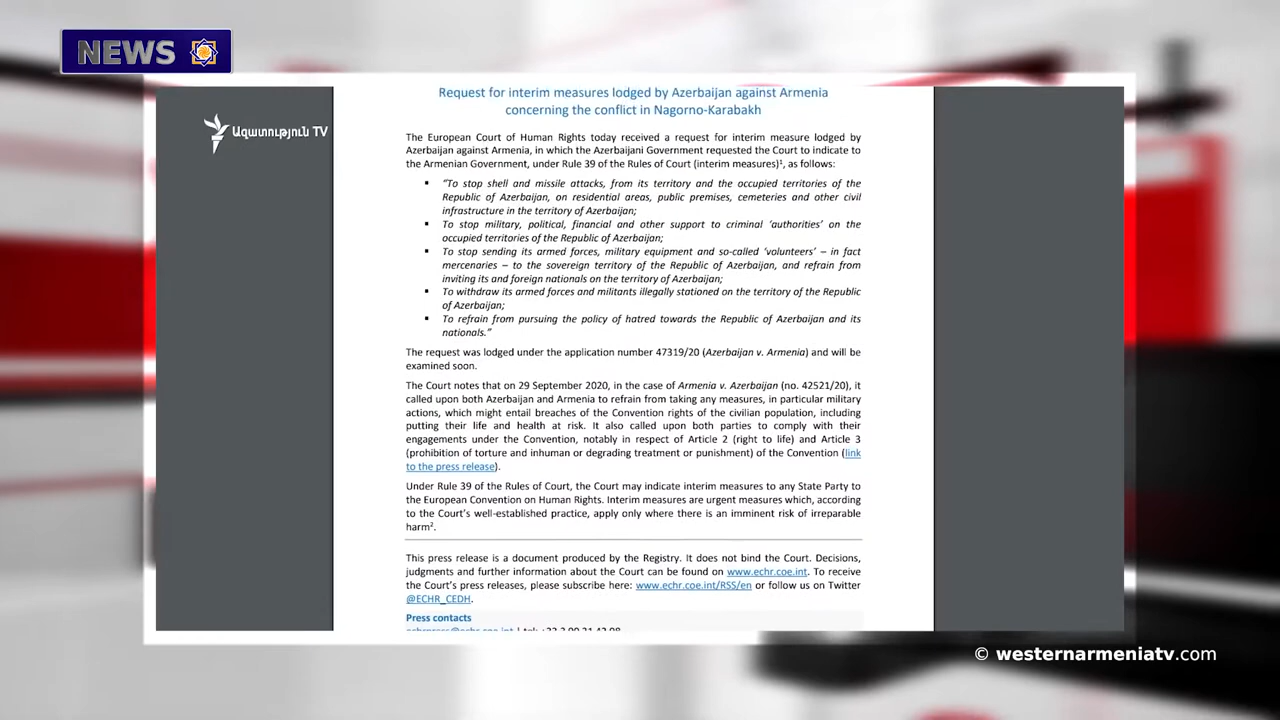 NEWS
Ազատություն TV
Request for interim measures lodged by Azerbaijan against Armenia
concerning the conflict in Nagorno-Karabakh
The European Court of Human Rights today received a request for interim measure lodged by
Azerbaijan against Armenia, in which the Azerbaijani Government requested the Court to indicate to
the Armenian Government, under Rule 39 of the Rules of Court (interim measures)¹, as follows:
▪ “To stop shell and missile attacks, from its territory and the occupied territories of the
Republic of Azerbaijan, on residential areas, public premises, cemeteries and other civil
infrastructure in the territory of Azerbaijan;
▪ To stop military, political, financial and other support to criminal ‘authorities’ on the
occupied territories of the Republic of Azerbaijan;
▪ To stop sending its armed forces, military equipment and so-called ‘volunteers’ – in fact
mercenaries – to the sovereign territory of the Republic of Azerbaijan, and refrain from
inviting its and foreign nationals on the territory of Azerbaijan;
▪ To withdraw its armed forces and militants illegally stationed on the territory of the Republic
of Azerbaijan;
▪ To refrain from pursuing the policy of hatred towards the Republic of Azerbaijan and its
nationals.”
The request was lodged under the application number 47319/20 (Azerbaijan v. Armenia) and will be
examined soon.
The Court notes that on 29 September 2020, in the case of Armenia v. Azerbaijan (no. 42521/20), it
called upon both Azerbaijan and Armenia to refrain from taking any measures, in particular military
actions, which might entail breaches of the Convention rights of the civilian population, including
putting their life and health at risk. It also called upon both parties to comply with their
engagements under the Convention, notably in respect of Article 2 (right to life) and Article 3
(prohibition of torture and inhuman or degrading treatment or punishment) of the Convention (link
to the press release).
Under Rule 39 of the Rules of Court, the Court may indicate interim measures to any State Party to
the European Convention on Human Rights. Interim measures are urgent measures which, according
to the Court’s well-established practice, apply only where there is an imminent risk of irreparable
harm².
This press release is a document produced by the Registry. It does not bind the Court. Decisions,
judgments and further information about the Court can be found on www.echr.coe.int. To receive
the Court’s press releases, please subscribe here: www.echr.coe.int/RSS/en or follow us on Twitter
@ECHR_CEDH.
Press contacts
© westernarmeniatv.com